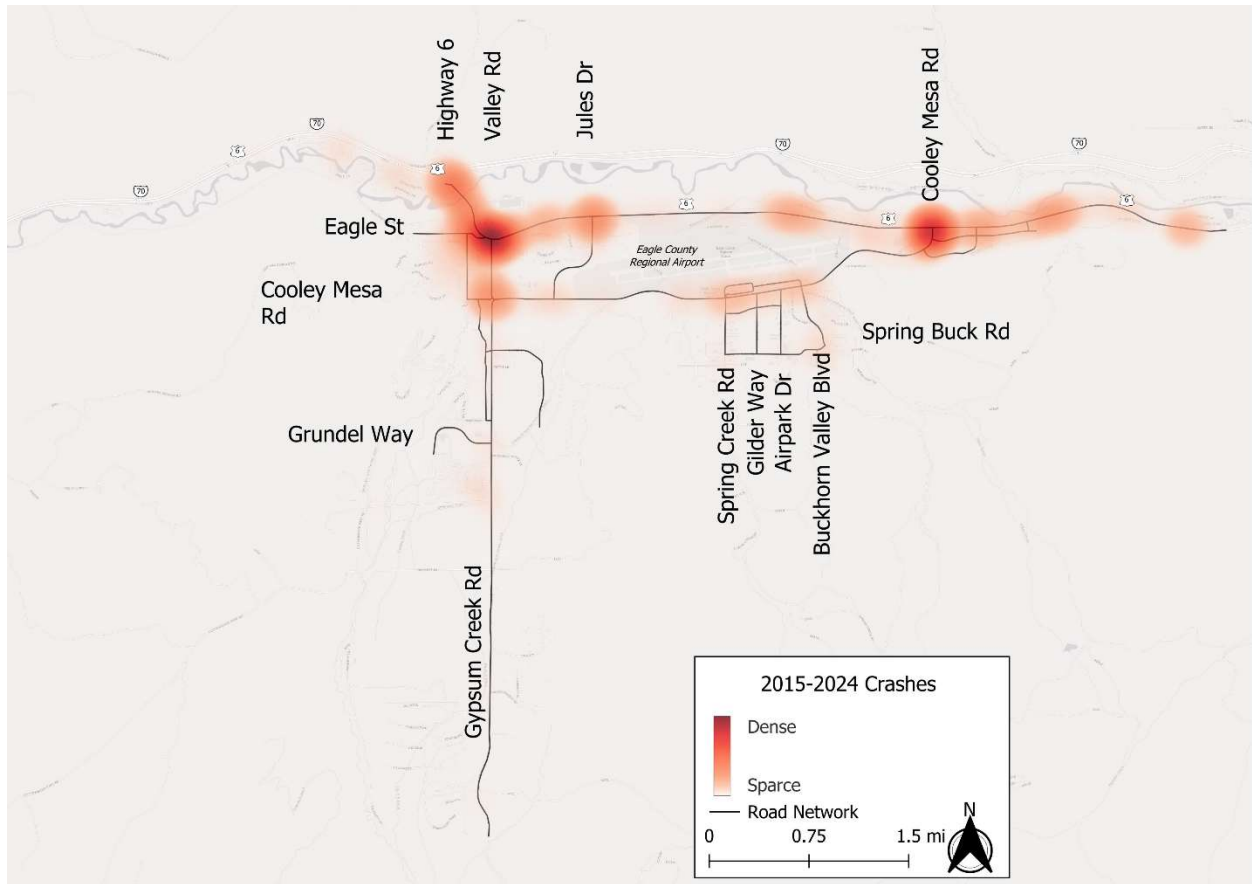 Highway 6
Valley Rd
Jules Dr
Cooley Mesa Rd
70
6
70
6
70
70
6
6
6
6
Eagle St
Eagle County
Regional Airport
Cooley Mesa
Rd
Spring Buck Rd
Grundel Way
Spring Creek Rd
Gilder Way
Airpark Dr
Buckhorn Valley Blvd
Gypsum Creek Rd
2015-2024 Crashes
Dense
Sparce
Road Network
N
0 0.75 1.5 mi